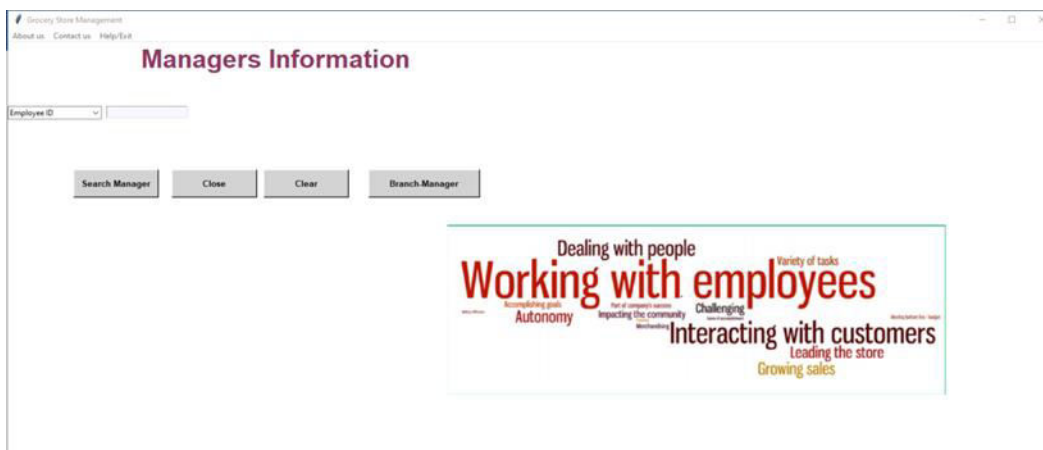 Grocery Store Management
About us Contact us Help/Exit
Managers Information
Employee ID
Search Manager Close Clear Branch-Manager
Dealing with people
Variety of tasks
Working with employees
Accomplishing goals
Part of company's success
Challenging
Autonomy
Impacting the community
Merchandising
Interacting with customers
Leading the store
Growing sales